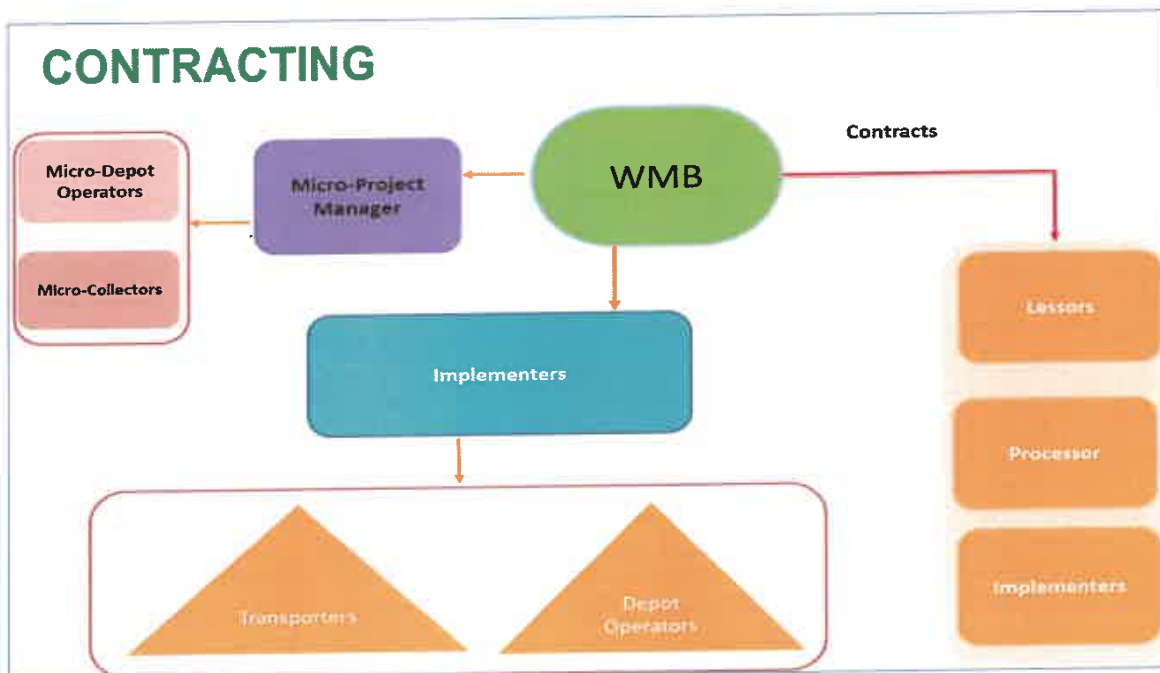 CONTRACTING
Micro-Depot
Operators
Micro-Collectors
Micro-Project
Manager
WMB
Contracts
Implementers
Transporters
Depot
Operators
Lessors
Processor
Implementers